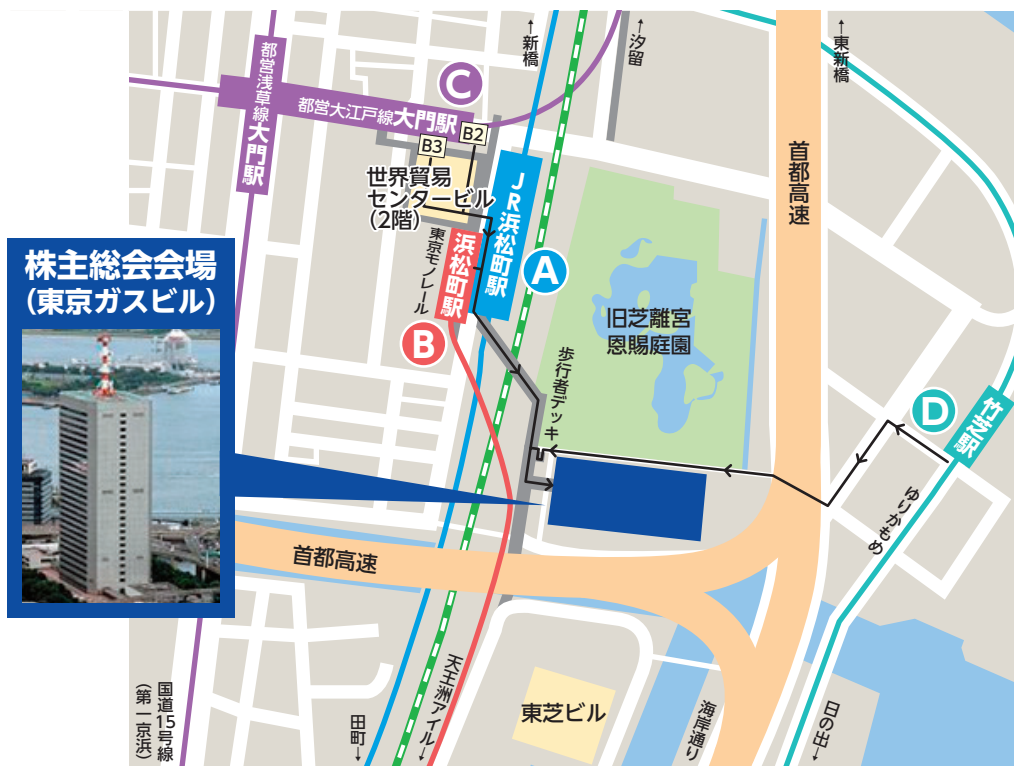 ←新橋
←汐留
←東新橋
都営浅草線大門駅
C
都営大江戸線大門駅
B2
B3
世界貿易
センタービル
(2階)
JR浜松町駅
首都高速
東京モノレール
浜松町駅
A
B
株主総会会場
(東京ガスビル)
旧芝離宮
恩賜庭園
歩行者デッキ
D
竹芝駅
ゆりかもめ
首都高速
国道15号線
(第一京浜)
田町→
天王洲アイル→
東芝ビル
海岸通り
日の出→